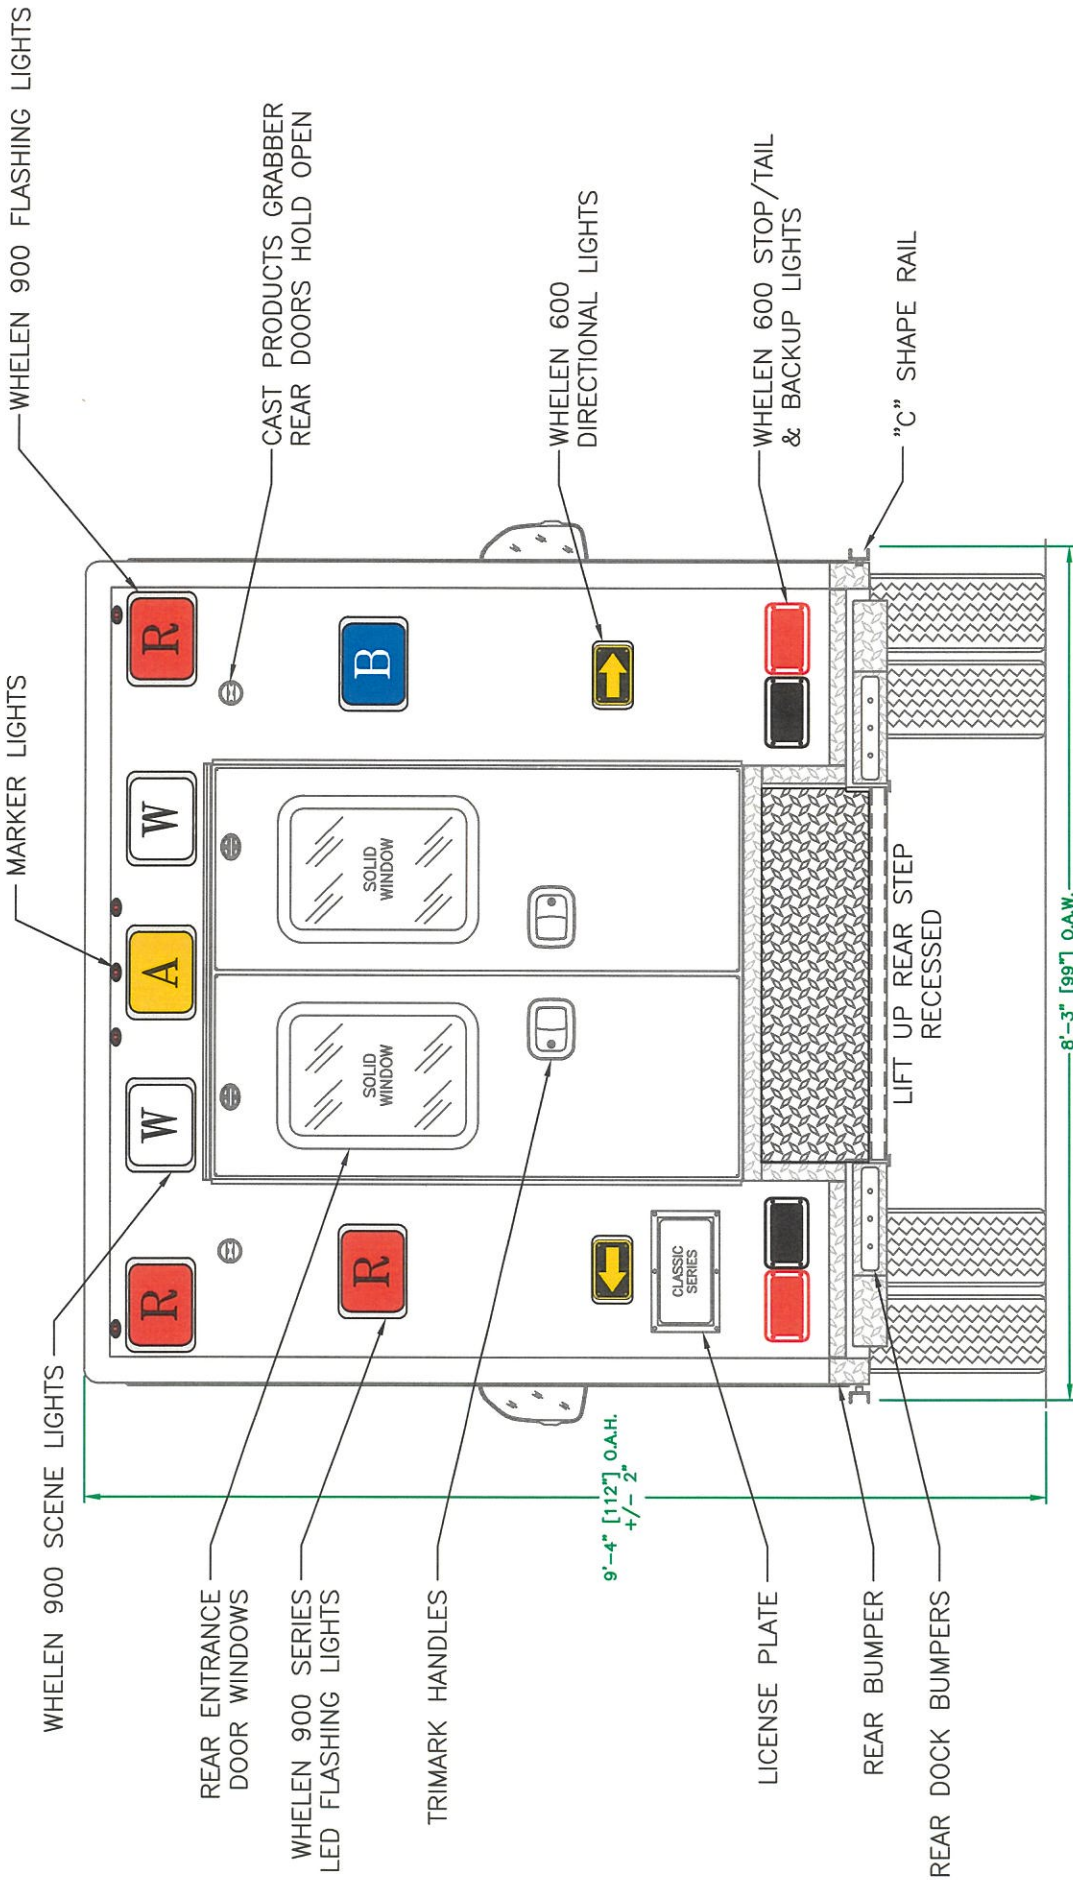 WHELEN 900 SCENE LIGHTS
MARKER LIGHTS
WHELEN 900 FLASHING LIGHTS
R
W
A
W
R
CAST PRODUCTS GRABBER
REAR DOORS HOLD OPEN
REAR ENTRANCE
DOOR WINDOWS
WHELEN 900 SERIES
LED FLASHING LIGHTS
R
SOLID
WINDOW
SOLID
WINDOW
B
TRIMARK HANDLES
WHELEN 600
DIRECTIONAL LIGHTS
9'-4" [112"] O.A.H.
+/- 2"
CLASSIC
SERIES
LICENSE PLATE
WHELEN 600 STOP/TAIL
& BACKUP LIGHTS
REAR BUMPER
REAR DOCK BUMPERS
LIFT UP REAR STEP
RECESSED
"C" SHAPE RAIL
8'-3" [99"] O.A.W.